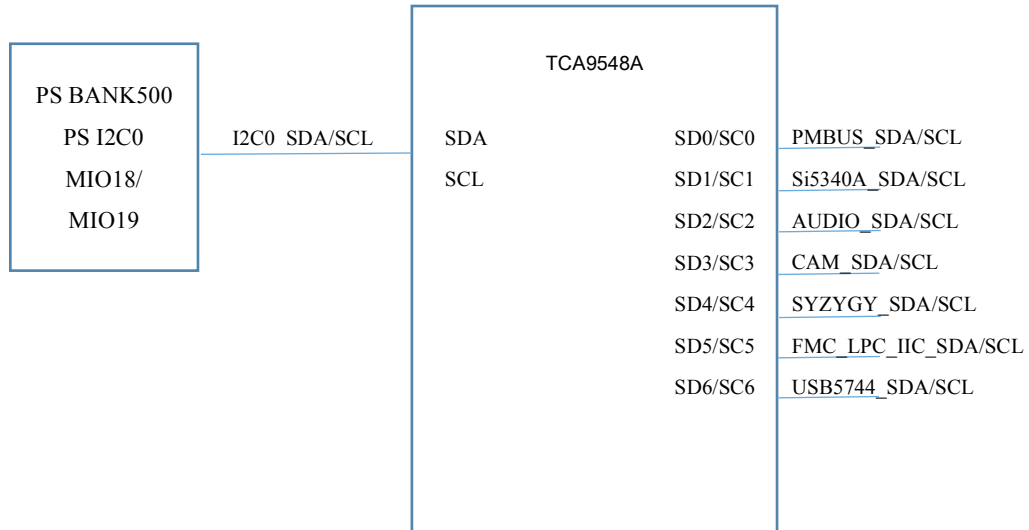 TCA9548A
PS BANK500
PS I2C0
MIO18/
MIO19
I2C0 SDA/SCL
SDA
SCL
SD0/SC0 PMBUS_SDA/SCL
SD1/SC1 Si5340A_SDA/SCL
SD2/SC2 AUDIO_SDA/SCL
SD3/SC3 CAM_SDA/SCL
SD4/SC4 SYZYGY_SDA/SCL
SD5/SC5 FMC_LPC_IIC_SDA/SCL
SD6/SC6 USB5744_SDA/SCL